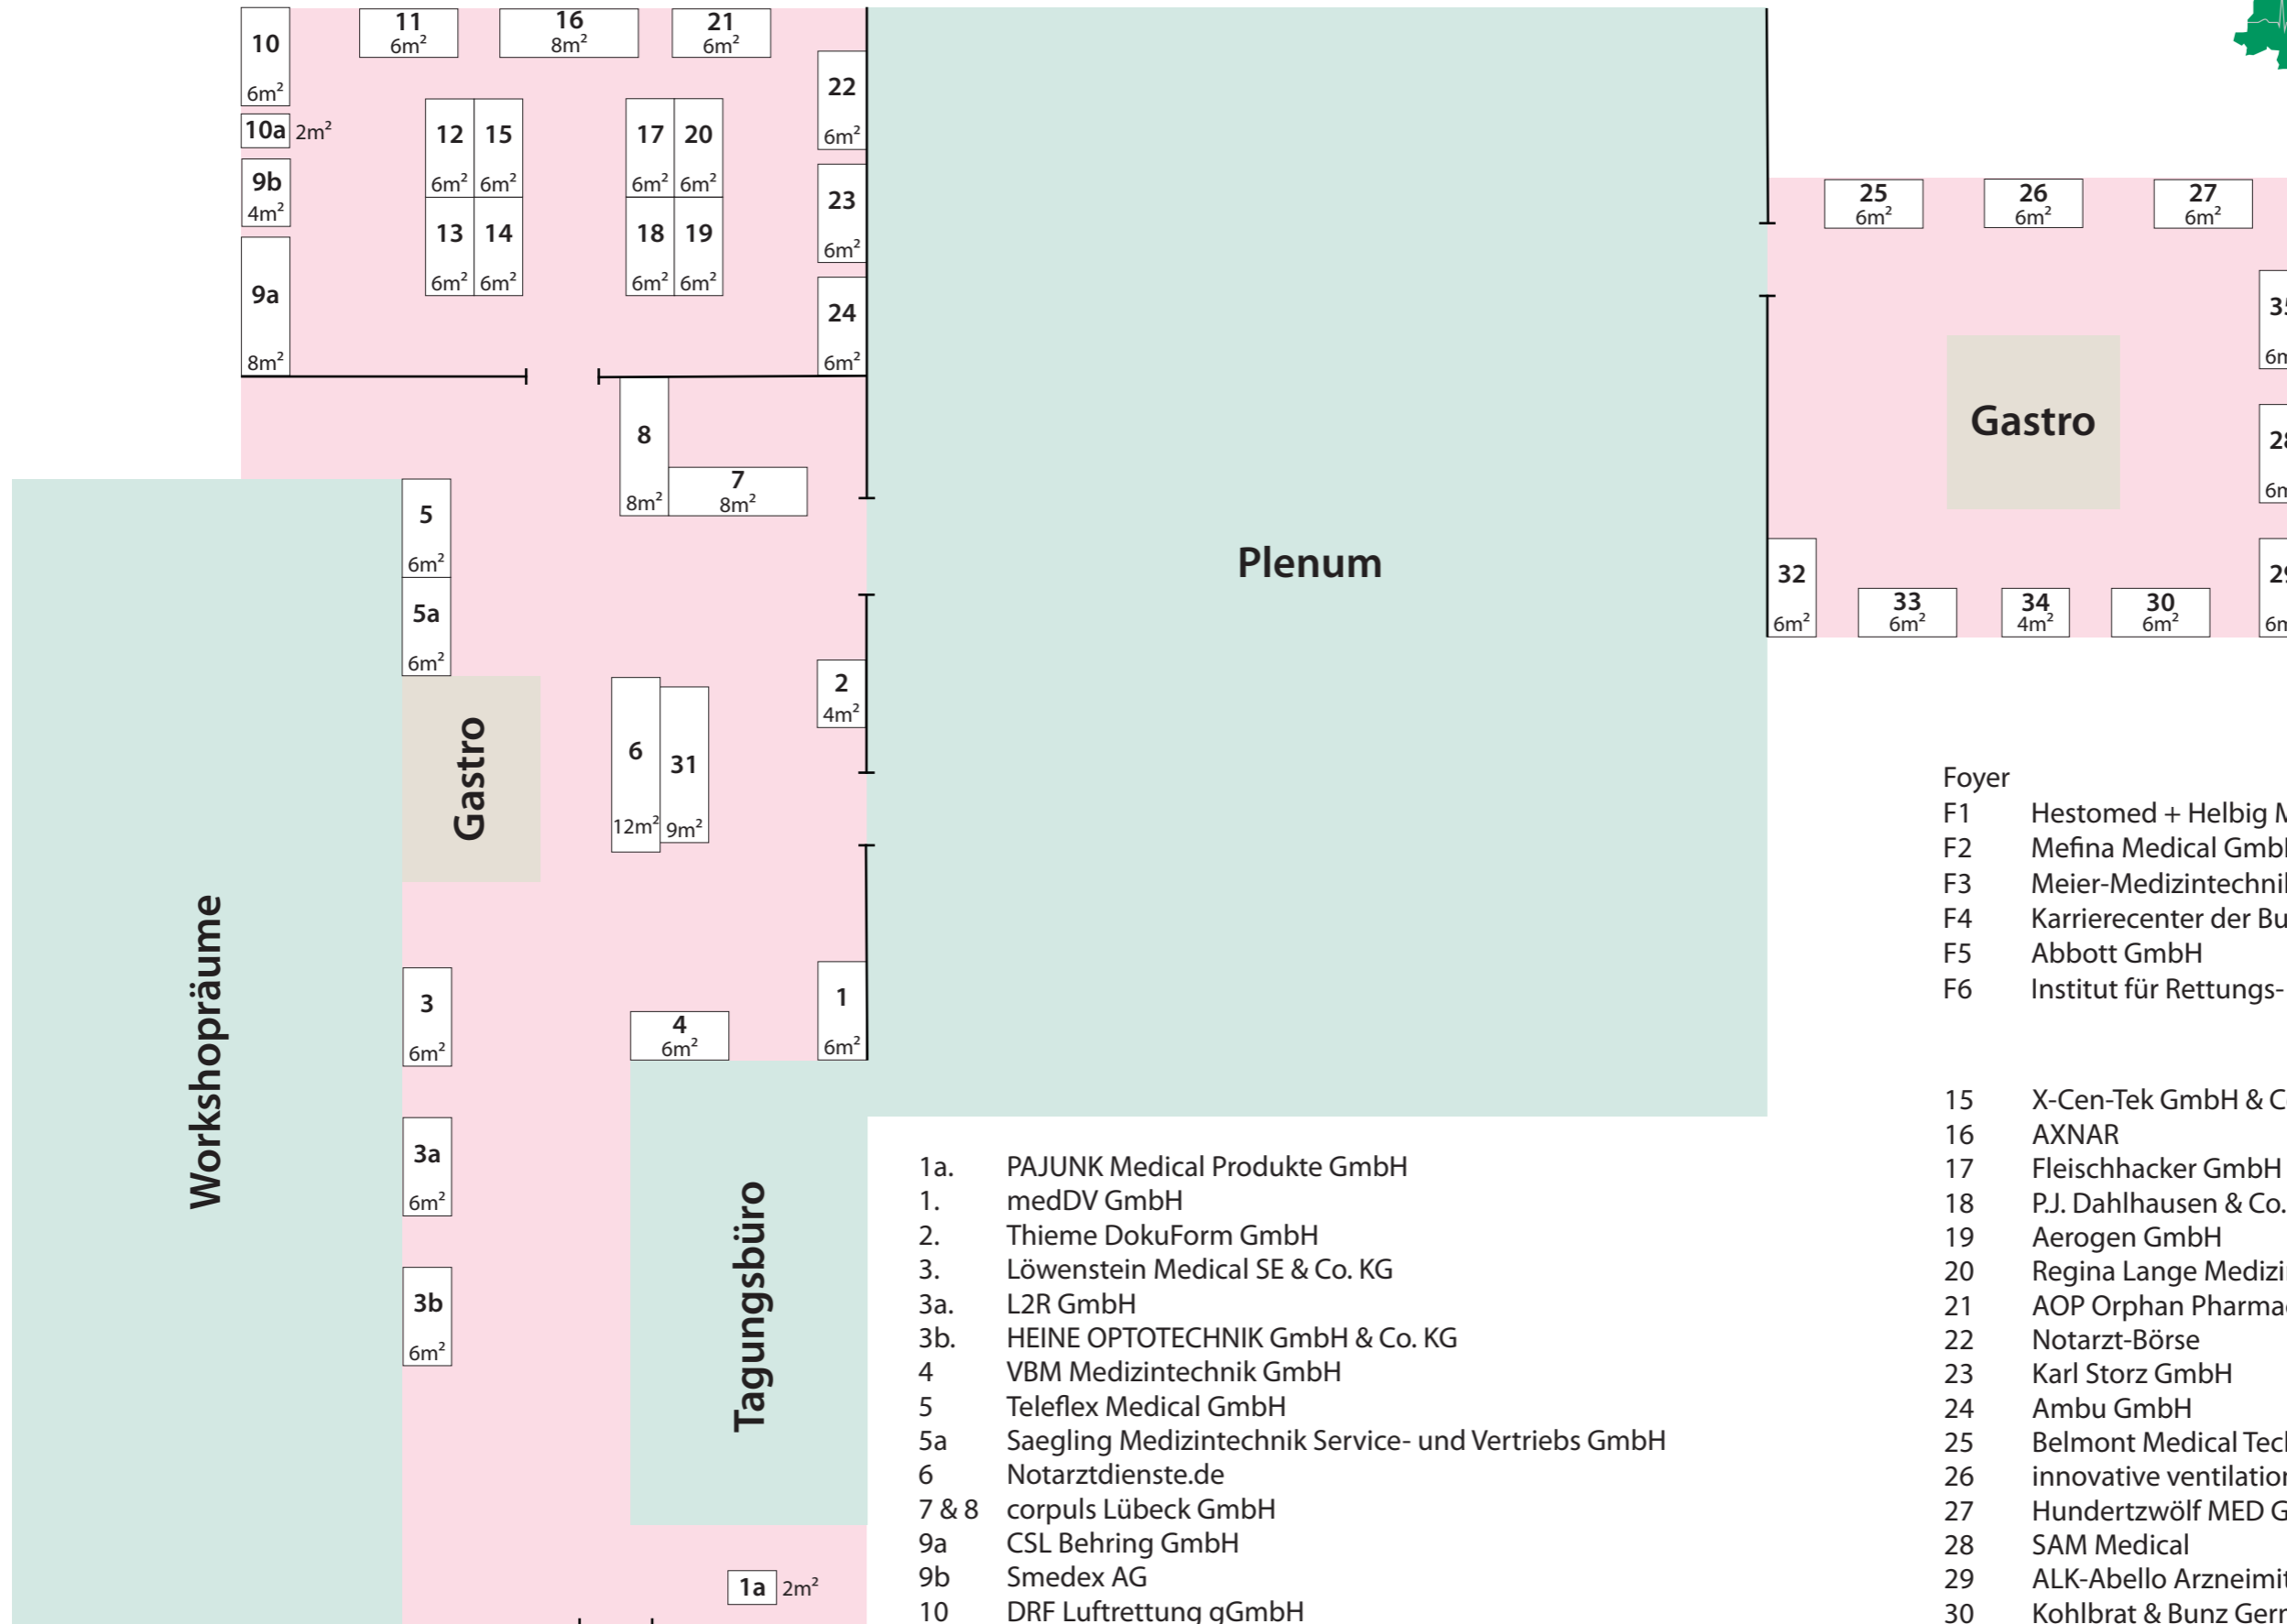 10
6m²
11
6m²
16
8m²
21
6m²
22
6m²
10a 2m²
9b
4m²
9a
8m²
12
6m²
15
6m²
13
6m²
14
6m²
17
6m²
20
6m²
18
6m²
19
6m²
23
6m²
24
6m²
8
8m²
7
8m²
5
6m²
5a
6m²
Gastro
6
12m²
31
9m²
2
4m²
Plenum
Workshopräume
3
6m²
3a
6m²
3b
6m²
4
6m²
1
6m²
Tagungsbüro
1a 2m²
25
6m²
26
6m²
27
6m²
Gastro
32
6m²
33
6m²
34
4m²
30
6m²
1a. PAJUNK Medical Produkte GmbH
1. medDV GmbH
2. Thieme DokuForm GmbH
3. Löwenstein Medical SE & Co. KG
3a. L2R GmbH
3b. HEINE OPTOTECHNIK GmbH & Co. KG
4 VBM Medizintechnik GmbH
5 Teleflex Medical GmbH
5a Saegling Medizintechnik Service- und Vertriebs GmbH
6 Notarztdienste.de
7 & 8 corpuls Lübeck GmbH
9a CSL Behring GmbH
9b Smedex AG
10 DRF Luftrettung gGmbH
Foyer
F1 Hestomed + Helbig
F2 Mefina Medical
F3
F4 Karrierecenter der
F5 Abbott GmbH
F6 Institut für Rettungs-
15 X-Cen-Tek GmbH &
16 AXNAR
17 Fleischhacker GmbH
18 P.J. Dahlhausen & Co.
19 Aerogen GmbH
20 Regina Lange
21 AOP Orphan
22 Notarzt-Börse
23 Karl Storz GmbH
24 Ambu GmbH
25 Belmont Medical
26 innovative
27 Hundertzwölf MED
28 SAM Medical
29 ALK-Abello
30 Kohlbrat & Bunz